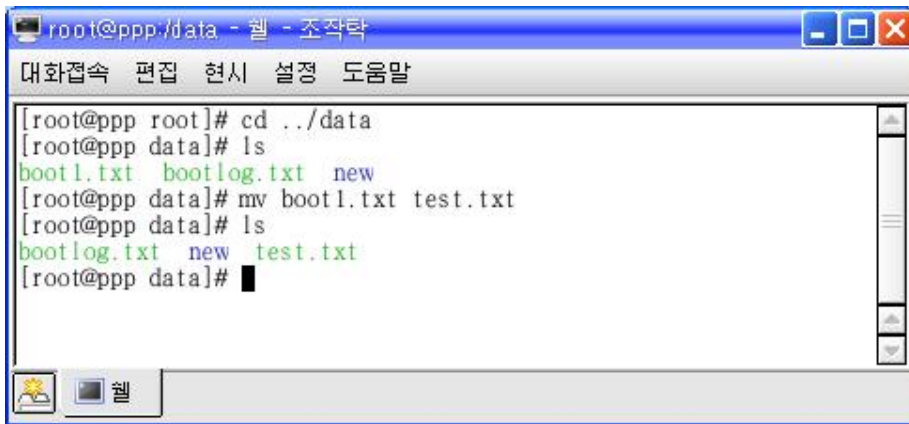 root@ppp:/data - 쉘 - 조작탁
대화접속 편집 현시 설정 도움말
[root@ppp root]# cd ../data
[root@ppp data]# ls
boot1.txt bootlog.txt new
[root@ppp data]# mv boot1.txt test.txt
[root@ppp data]# ls
bootlog.txt new test.txt
[root@ppp data]#
쉘